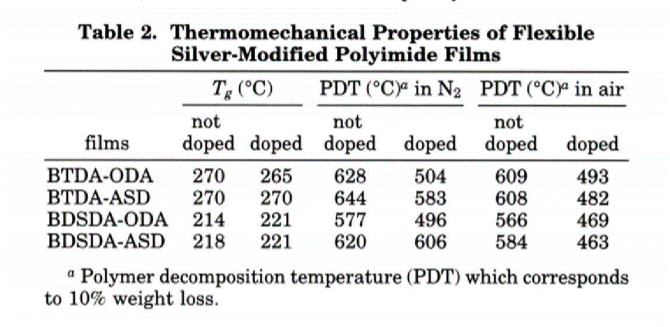 Table 2. Thermomechanical Properties of Flexible
Silver-Modified Polyimide Films
Tg (°C) PDT (°C)a in N2 PDT (°C)a in air
not not not
films doped doped doped doped doped doped
BTDA-ODA 270 265 628 504 609 493
BTDA-ASD 270 270 644 583 608 482
BDSDA-ODA 214 221 577 496 566 469
BDSDA-ASD 218 221 620 606 584 463
a Polymer decomposition temperature (PDT) which corresponds
to 10% weight loss.